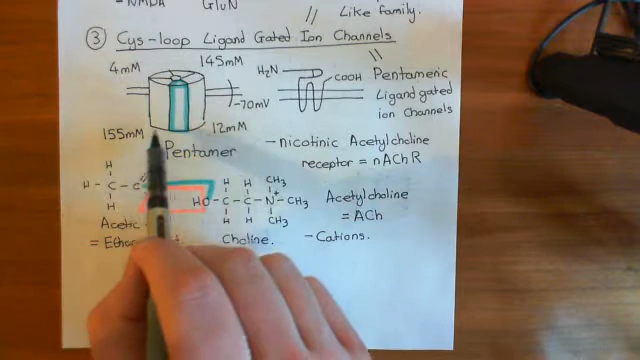 - NMDA GluN // Like family.
③ Cys-loop Ligand Gated Ion Channels
4mM 145mM H₂N COOH = Pentameric
-70mV Ligand gated
155mM 12mM ion Channels
Pentamer - nicotinic Acetylcholine
receptor = nAChR
H H H CH₃
H - C - C HO - C - C - N⁺ - CH₃ Acetylcholine
H H H CH₃ = ACh
Acetic
Choline. - Cations.